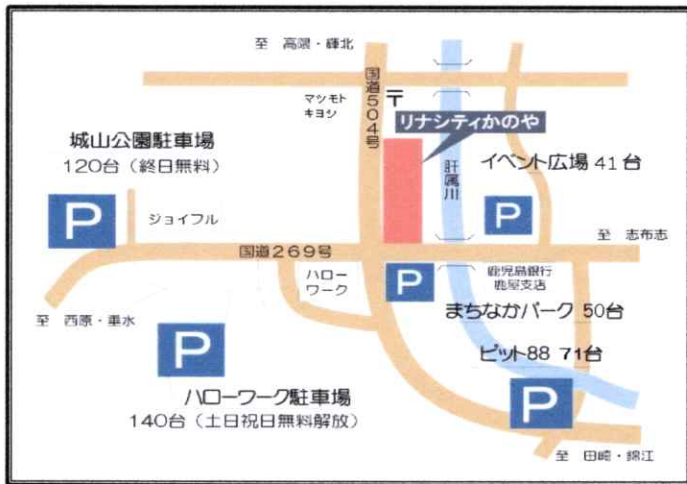 至 高隈・輝北
国道504号
マツモト
キヨシ
〒
リナシティかのや
城山公園駐車場
120台（終日無料）
P
ジョイフル
肝属川
イベント広場 41台
P
至 志布志
国道269号
ハロー
ワーク
P
鹿児島銀行
鹿屋支店
まちなかパーク 50台
至 西原・垂水
P
ピット88 71台
P
ハローワーク駐車場
140台（土日祝日無料解放）
至 田崎・錦江